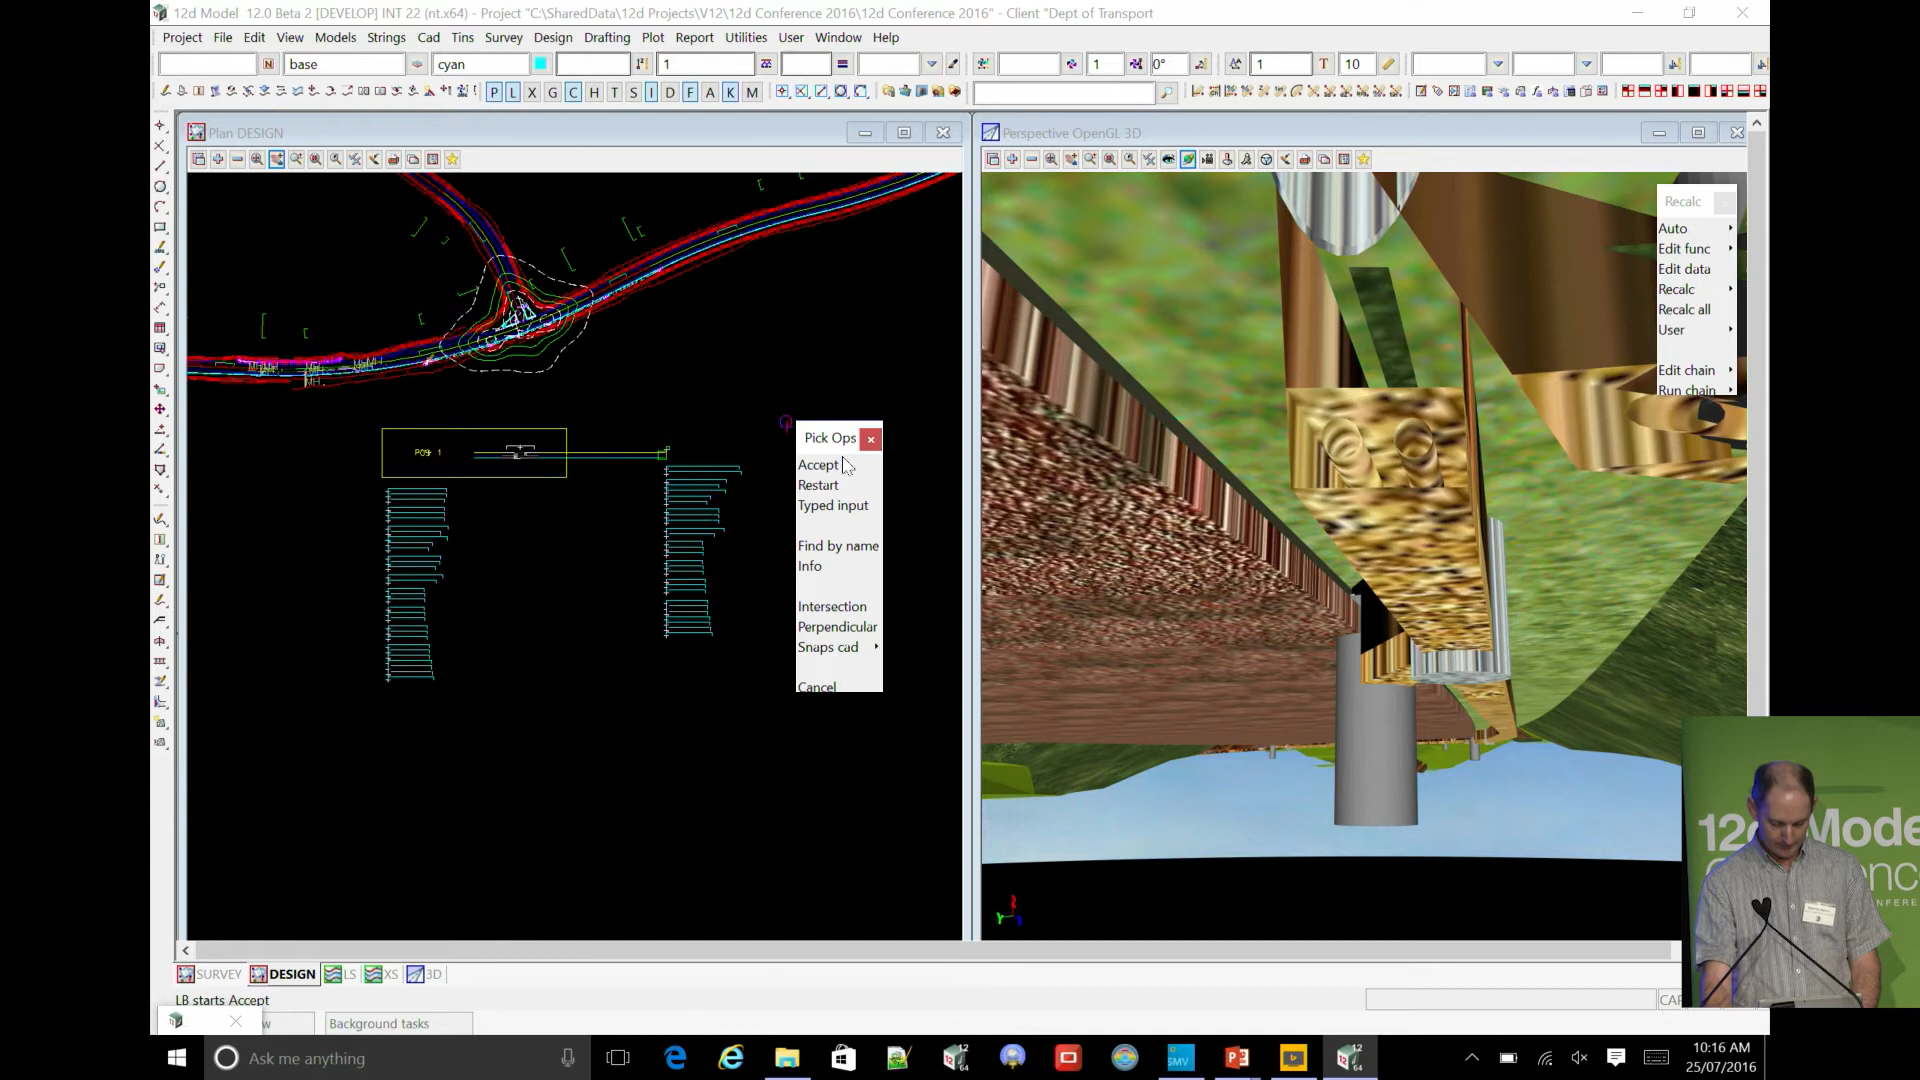 12d Model 12.0 Beta 2 [DEVELOP] INT 22 (nt.x64) - Project "C:\SharedData\12d Projects\V12\12d Conference 2016\12d Conference 2016" - Client "Dept of Transport
Project File Edit View Models Strings Cad Tins Survey Design Drafting Plot Report Utilities User Window Help
base cyan 1 1 0° 1 T 10
P L X G C H T S I D F A K M
Plan DESIGN
Perspective OpenGL 3D
Recalc
Auto
Edit func
Edit data
Recalc
Recalc all
User
Edit chain
Run chain
Pick Ops
Accept
Restart
Typed input
Find by name
Info
Intersection
Perpendicular
Snaps cad
Cancel
SURVEY DESIGN LS XS 3D
LB starts Accept
Background tasks
Ask me anything
10:16 AM
25/07/2016
12d Mode